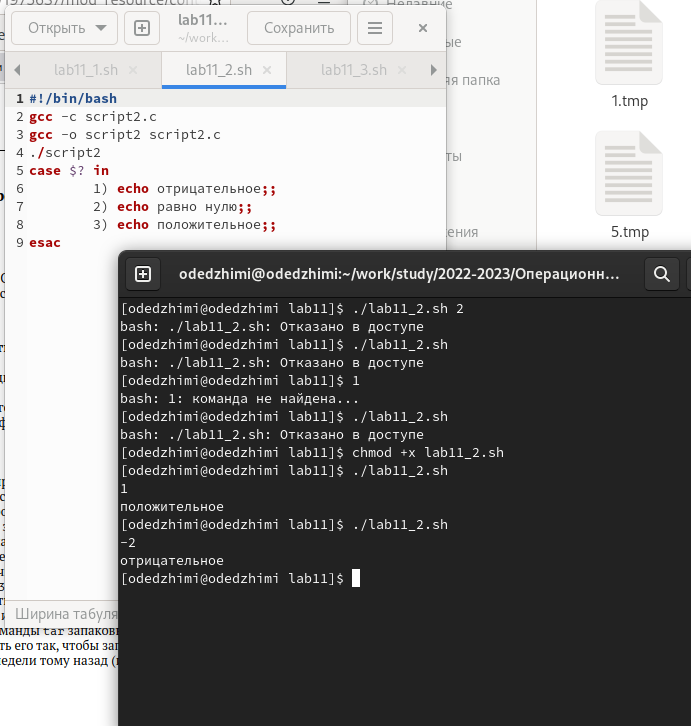 Недавние
Открыть
lab11...
~/work...
Сохранить
lab11_1.sh
lab11_2.sh
lab11_3.sh
1 #!/bin/bash
2 gcc -c script2.c
3 gcc -o script2 script2.c
4 ./script2
5 case $? in
6 1) echo отрицательное;;
7 2) echo равно нулю;;
8 3) echo положительное;;
9 esac
Ширина табуля
1.tmp
5.tmp
odedzhimi@odedzhimi:~/work/study/2022-2023/Операционн...
[odedzhimi@odedzhimi lab11]$ ./lab11_2.sh 2
bash: ./lab11_2.sh: Отказано в доступе
[odedzhimi@odedzhimi lab11]$ ./lab11_2.sh
bash: ./lab11_2.sh: Отказано в доступе
[odedzhimi@odedzhimi lab11]$ 1
bash: 1: команда не найдена...
[odedzhimi@odedzhimi lab11]$ ./lab11_2.sh
bash: ./lab11_2.sh: Отказано в доступе
[odedzhimi@odedzhimi lab11]$ chmod +x lab11_2.sh
[odedzhimi@odedzhimi lab11]$ ./lab11_2.sh
1
положительное
[odedzhimi@odedzhimi lab11]$ ./lab11_2.sh
-2
отрицательное
[odedzhimi@odedzhimi lab11]$
манды tar запаковы
ть его так, чтобы зап
едели тому назад (и